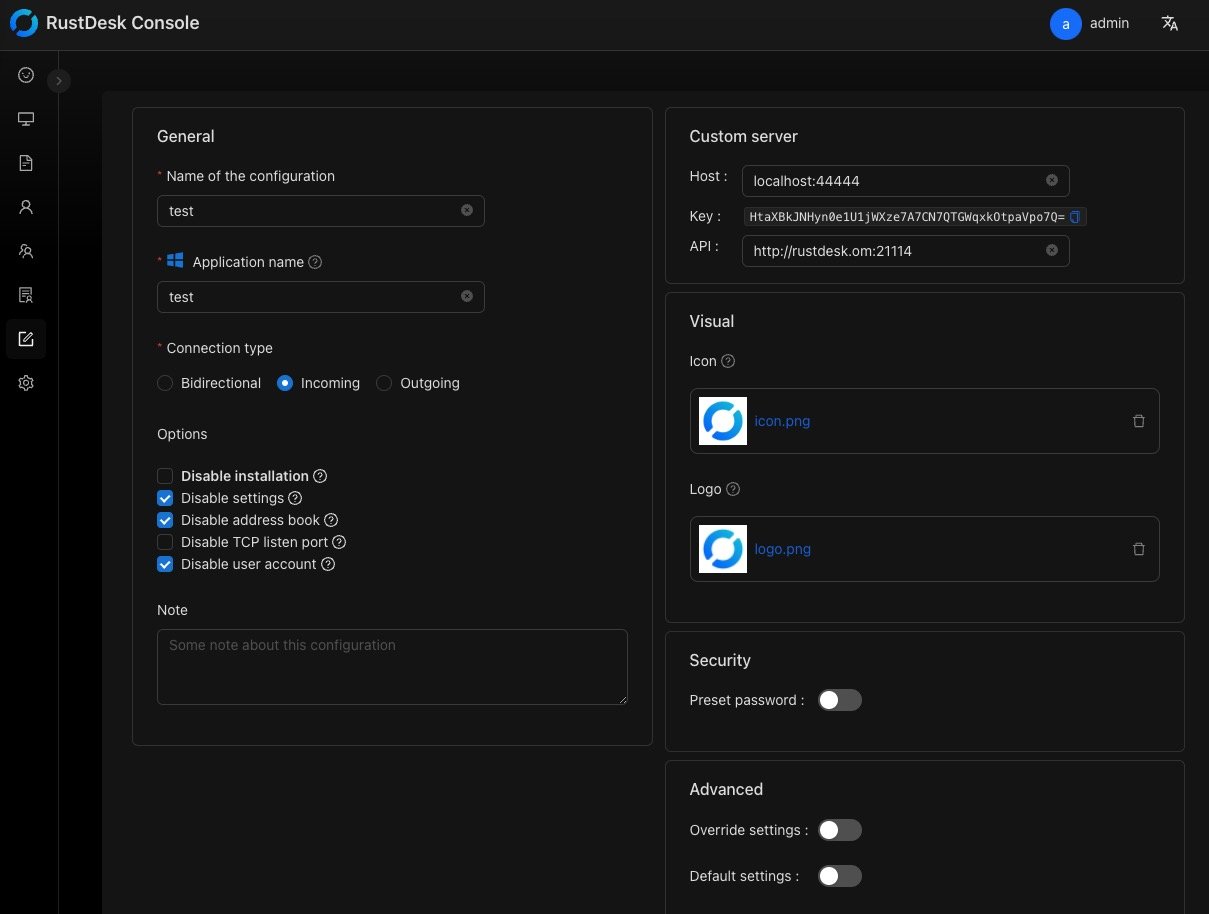 RustDesk Console
a admin
General
* Name of the configuration
test
* Application name
test
* Connection type
Bidirectional Incoming Outgoing
Options
Disable installation
Disable settings
Disable address book
Disable TCP listen port
Disable user account
Note
Some note about this configuration
Custom server
Host : localhost:44444
Key : HtaXBkJNHyn0e1U1jWXze7A7CN7QTGWqxkOtpaVpo7Q=
API : http://rustdesk.om:21114
Visual
Icon
icon.png
Logo
logo.png
Security
Preset password :
Advanced
Override settings :
Default settings :